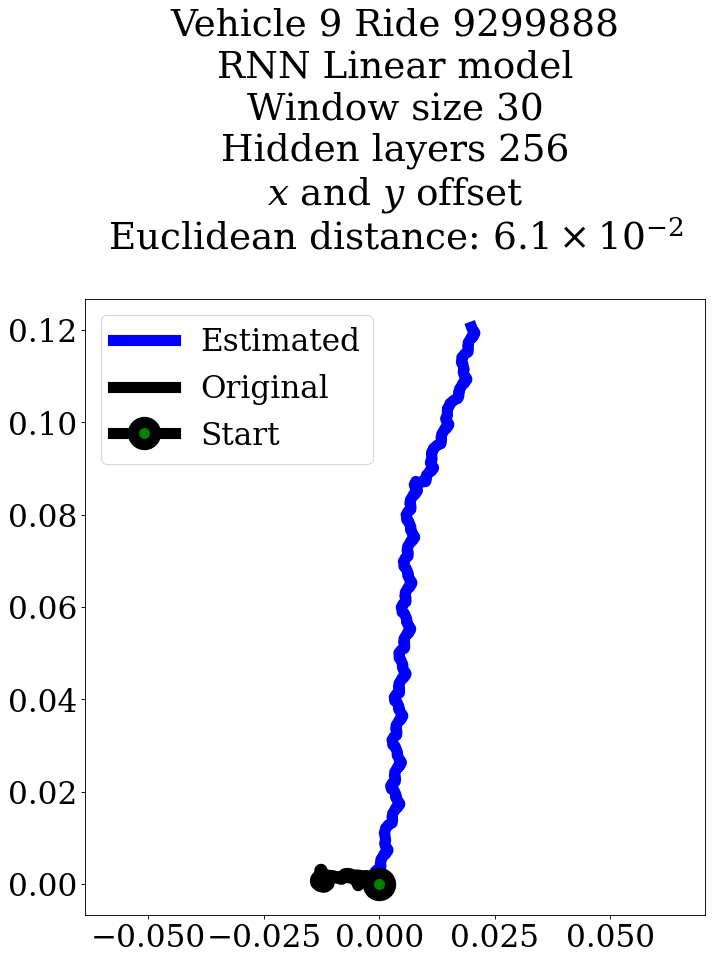 Vehicle 9 Ride 9299888
RNN Linear model
Window size 30
Hidden layers 256
x and y offset
Euclidean distance: 6.1 × 10⁻²
Estimated
Original
Start
0.12
0.10
0.08
0.06
0.04
0.02
0.00
−0.050 −0.025 0.000 0.025 0.050